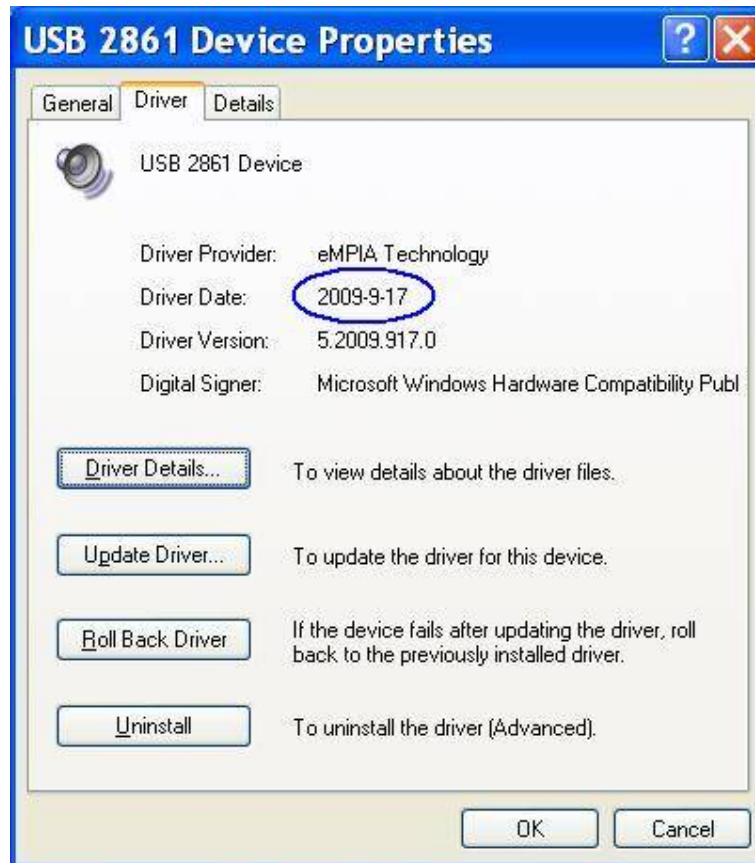 USB 2861 Device Properties
General Driver Details
USB 2861 Device
Driver Provider: eMPIA Technology
Driver Date: 2009-9-17
Driver Version: 5.2009.917.0
Digital Signer: Microsoft Windows Hardware Compatibility Publ
Driver Details... To view details about the driver files.
Update Driver... To update the driver for this device.
Roll Back Driver If the device fails after updating the driver, roll
back to the previously installed driver.
Uninstall To uninstall the driver (Advanced).
OK Cancel